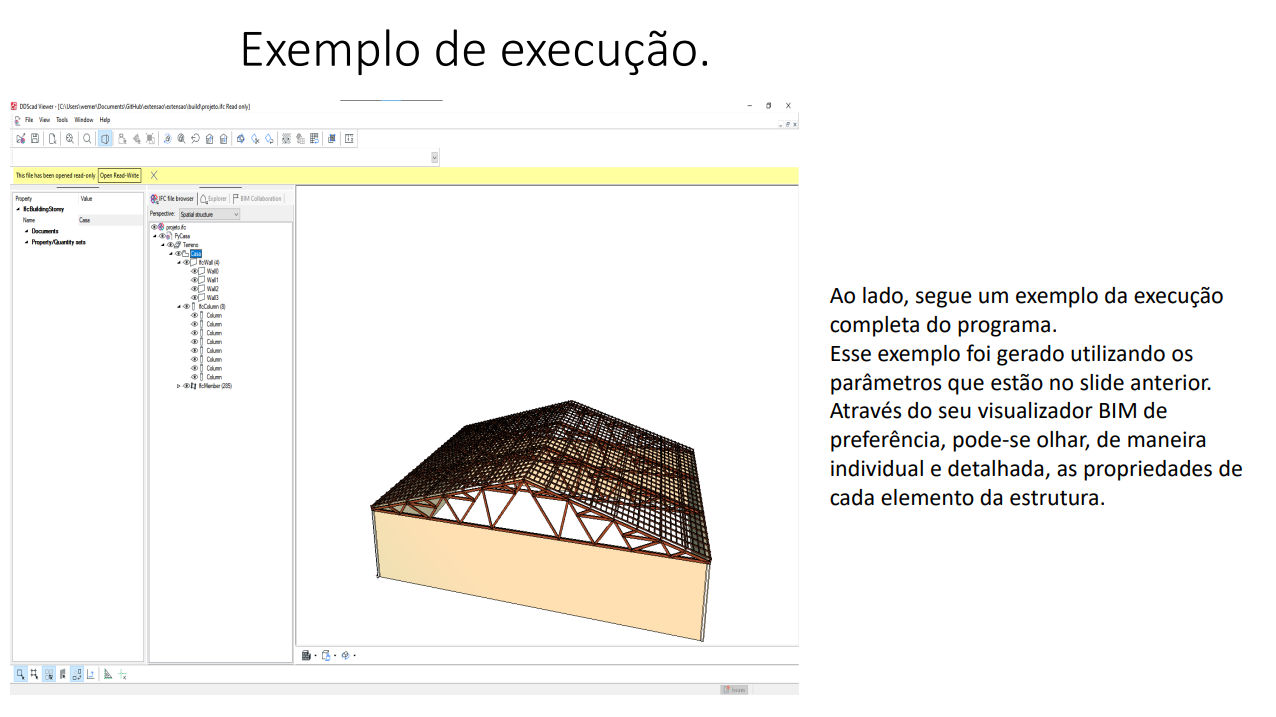 Exemplo de execução.
DDScad Viewer - [C:\Users\werner\Documents\GitHub\extensao\extensao\build\projeto.ifc Read only]
File View Tools Window Help
This file has been opened read-only Open Read-Write
Property Value
IfcBuildingStorey
Name Casa
Documents
Property/Quantity sets
IFC file browser Explorer BIM Collaboration
Perspective: Spatial structure
projeto.ifc
PyCasa
Terreno
Casa
IfcWall (4)
Wall0
Wall1
Wall2
Wall3
IfcColumn (8)
Column
Column
Column
Column
Column
Column
Column
Column
IfcMember (285)
Issues
Ao lado, segue um exemplo da execução
completa do programa.
Esse exemplo foi gerado utilizando os
parâmetros que estão no slide anterior.
Através do seu visualizador BIM de
preferência, pode-se olhar, de maneira
individual e detalhada, as propriedades de
cada elemento da estrutura.